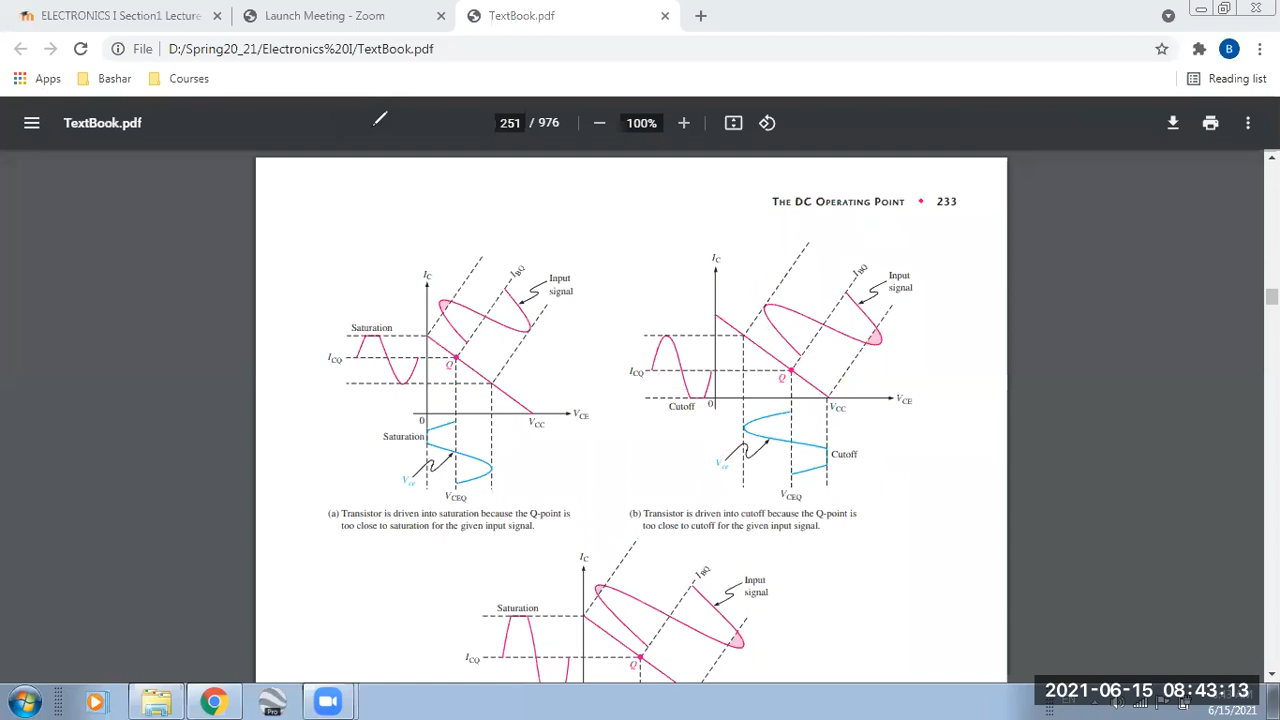 ELECTRONICS I Section1 Lecture
Launch Meeting - Zoom
TextBook.pdf
File
D:/Spring20_21/Electronics%20I/TextBook.pdf
B
Apps
Bashar
Courses
Reading list
TextBook.pdf
251 / 976
100%
THE DC OPERATING POINT ♦ 233
IC
IBQ
Input
signal
Saturation
ICQ
Q
0
VCC
VCE
Saturation
Vce
VCEQ
(a) Transistor is driven into saturation because the Q-point is
too close to saturation for the given input signal.
IC
IBQ
Input
signal
ICQ
Q
Cutoff
0
VCC
VCE
Vce
Cutoff
VCEQ
(b) Transistor is driven into cutoff because the Q-point is
too close to cutoff for the given input signal.
IC
IBQ
Input
signal
Saturation
ICQ
Q
Pro
2021-06-15 08:43:13
6/15/2021